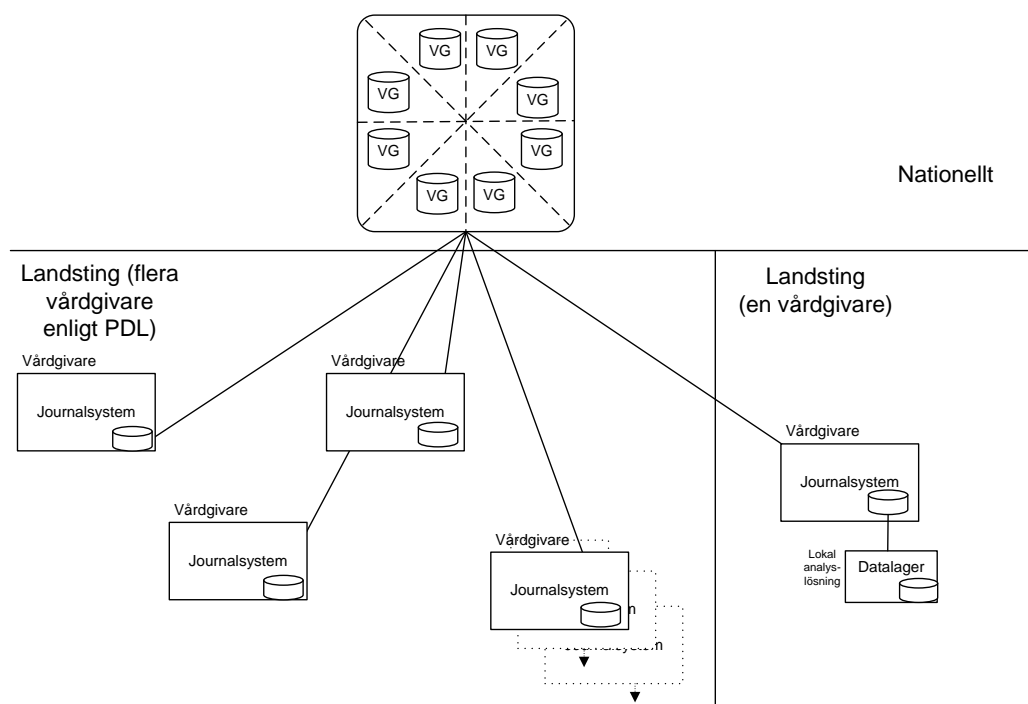 VG
VG
VG
VG
VG
VG
VG
VG
Nationellt
Landsting (flera
vårdgivare
enligt PDL)
Landsting
(en vårdgivare)
Vårdgivare
Journalsystem
Vårdgivare
Journalsystem
Vårdgivare
Journalsystem
Vårdgivare
Journalsystem
Vårdgivare
Journalsystem
Lokal
analys-
lösning
Datalager